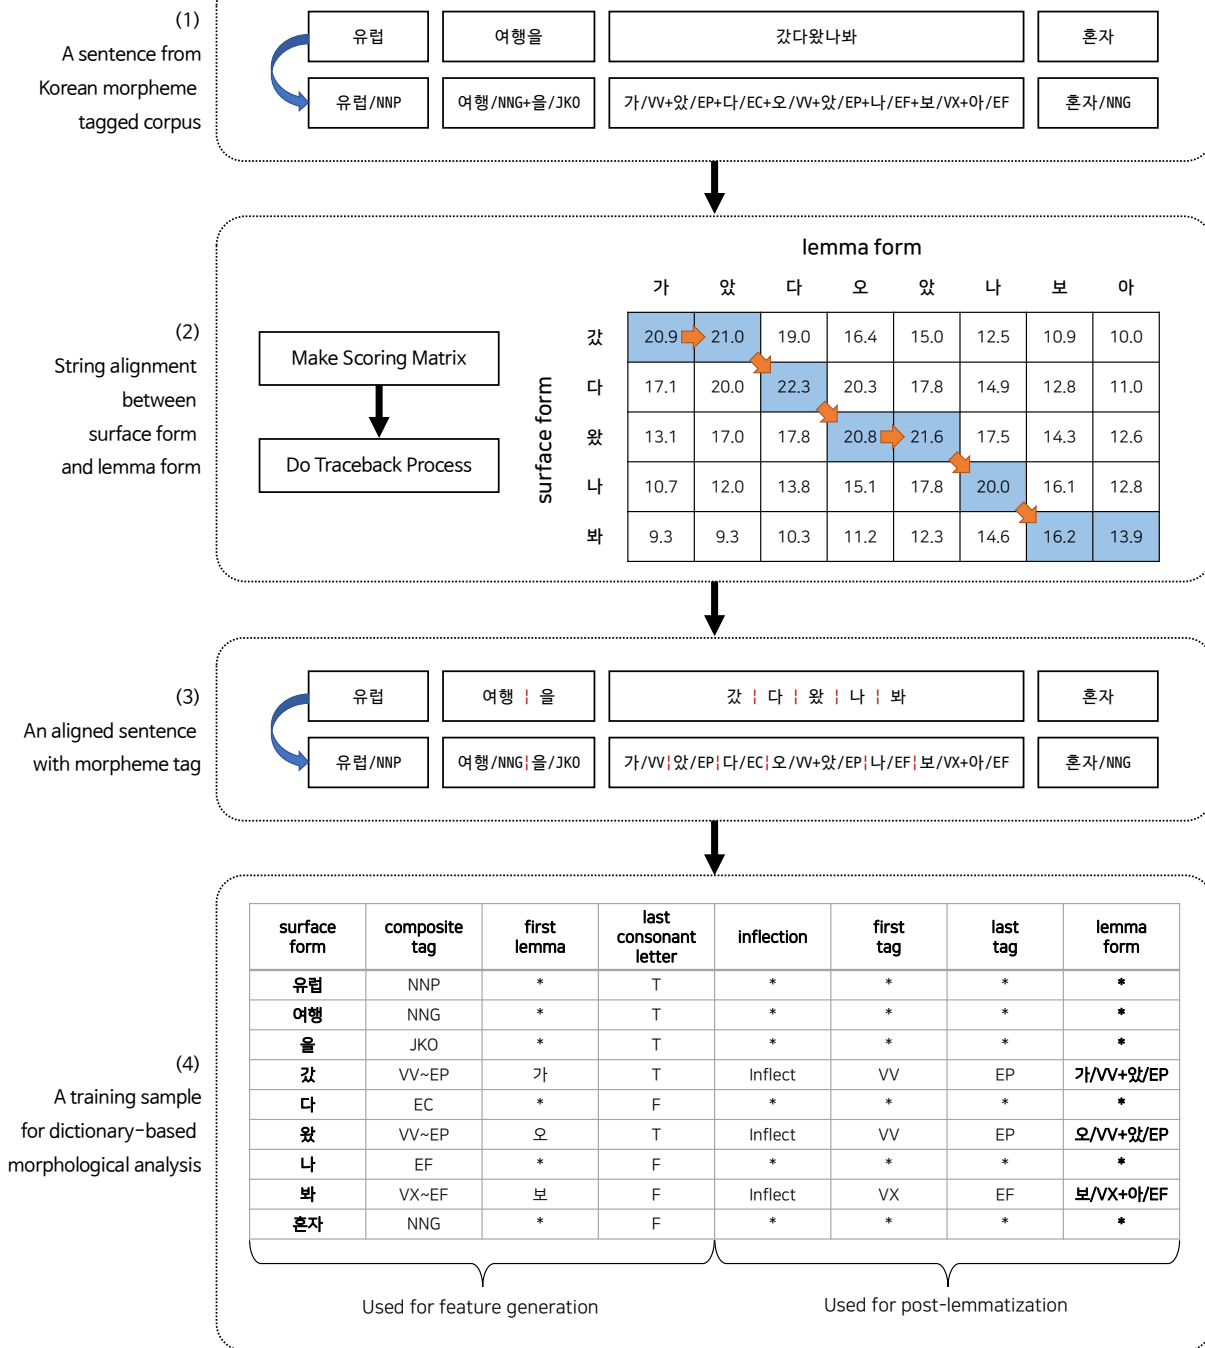 (1)
A sentence from
Korean morpheme
tagged corpus
유럽 여행을 갔다왔나봐 혼자
유럽/NNP 여행/NNG+을/JKO 가/VV+았/EP+다/EC+오/VV+았/EP+나/EF+보/VX+아/EF 혼자/NNG
(2)
String alignment
between
surface form
and lemma form
Make Scoring Matrix
Do Traceback Process
lemma form
surface form
가 았 다 오 았 나 보 아
갔 20.9 21.0 19.0 16.4 15.0 12.5 10.9 10.0
다 17.1 20.0 22.3 20.3 17.8 14.9 12.8 11.0
왔 13.1 17.0 17.8 20.8 21.6 17.5 14.3 12.6
나 10.7 12.0 13.8 15.1 17.8 20.0 16.1 12.8
봐 9.3 9.3 10.3 11.2 12.3 14.6 16.2 13.9
(3)
An aligned sentence
with morpheme tag
유럽 여행 ¦ 을 갔 ¦ 다 ¦ 왔 ¦ 나 ¦ 봐 혼자
유럽/NNP 여행/NNG¦을/JKO 가/VV¦았/EP¦다/EC¦오/VV+았/EP¦나/EF¦보/VX+아/EF 혼자/NNG
(4)
A training sample
for dictionary-based
morphological analysis
surface form composite tag first lemma last consonant letter inflection first tag last tag lemma form
유럽 NNP * T * * * *
여행 NNG * T * * * *
을 JKO * T * * * *
갔 VV~EP 가 T Inflect VV EP 가/VV+았/EP
다 EC * F * * * *
왔 VV~EP 오 T Inflect VV EP 오/VV+았/EP
나 EF * F * * * *
봐 VX~EF 보 F Inflect VX EF 보/VX+아/EF
혼자 NNG * F * * * *
Used for feature generation
Used for post-lemmatization